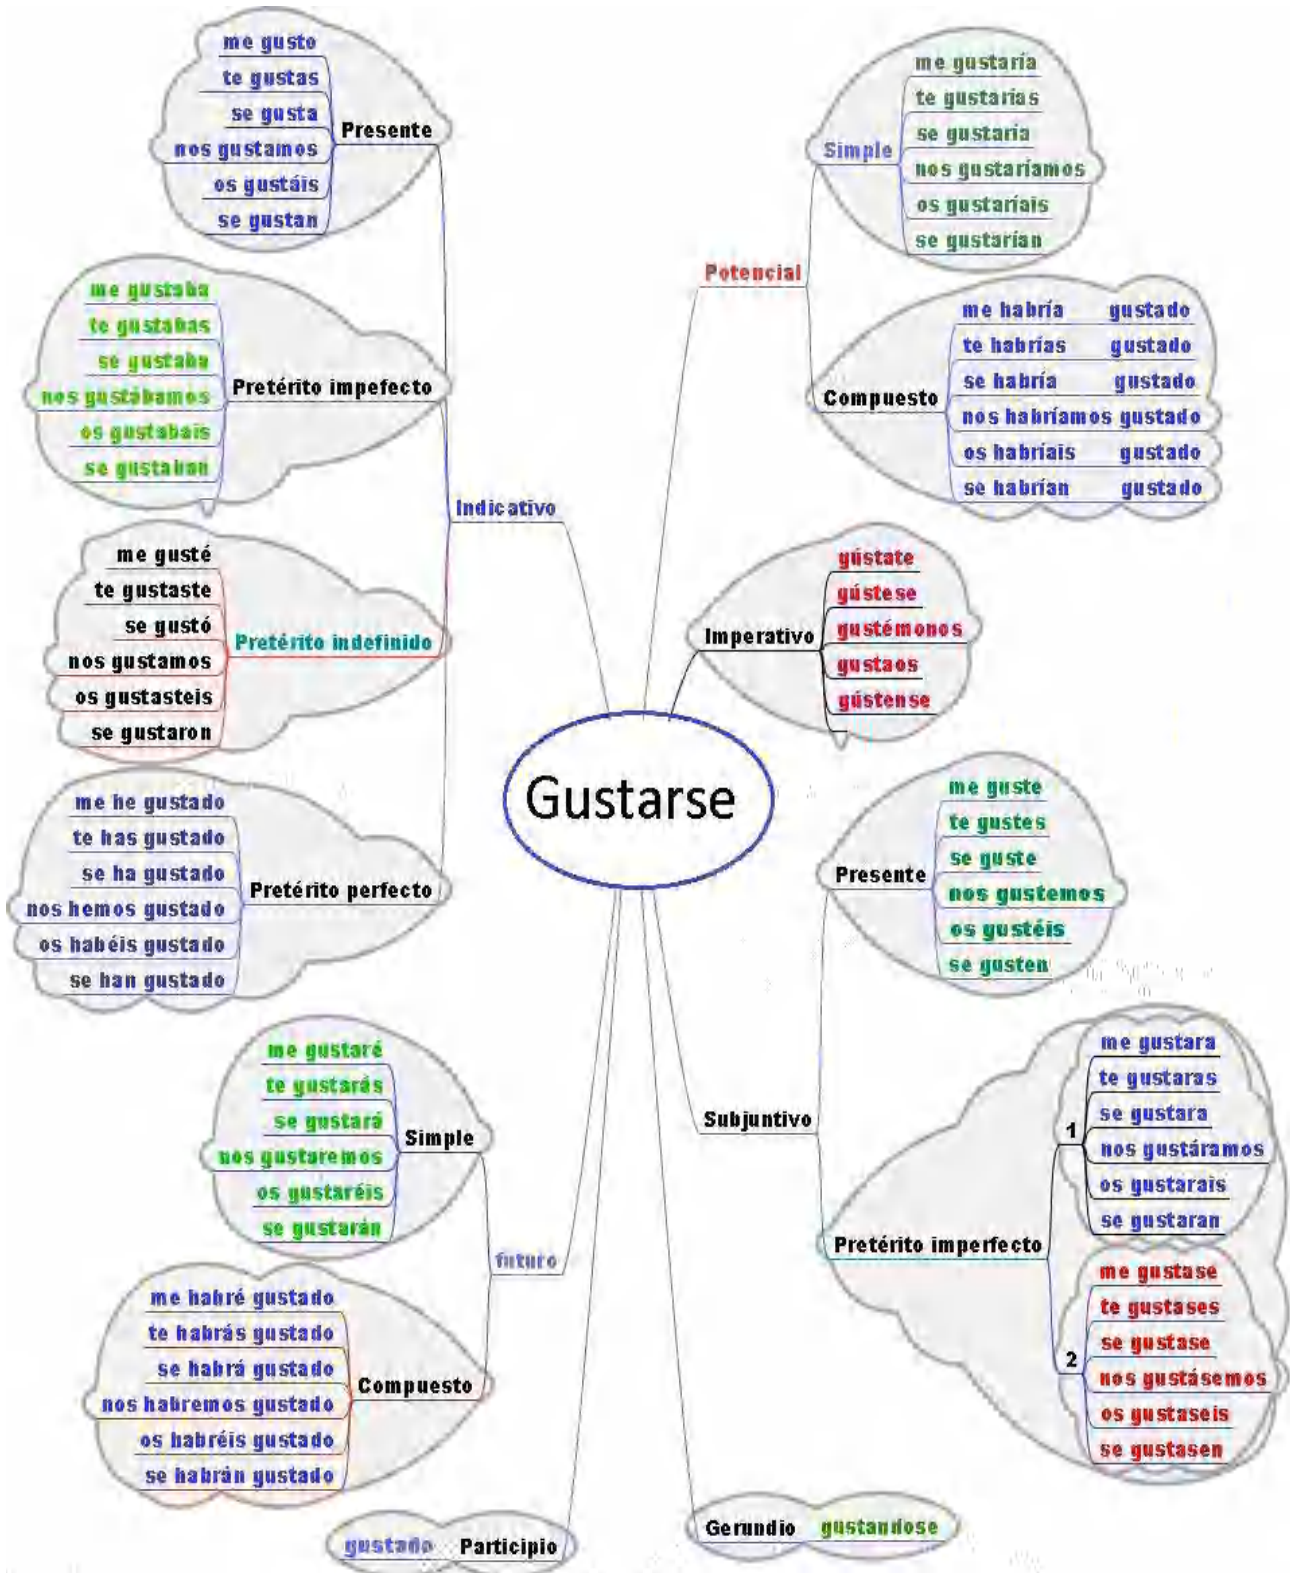 me gusto
te gustas
se gusta
nos gustamos
os gustáis
se gustan
Presente
me gustaba
te gustabas
se gustaba
nos gustábamos
os gustabais
se gustaban
Pretérito impefecto
me gusté
te gustaste
se gustó
nos gustamos
os gustasteis
se gustaron
Pretérito indefinido
me he gustado
te has gustado
se ha gustado
nos hemos gustado
os habéis gustado
se han gustado
Pretérito perfecto
Indicativo
me gustaré
te gustarás
se gustará
nos gustaremos
os gustaréis
se gustarán
Simple
me habré gustado
te habrás gustado
se habrá gustado
nos habremos gustado
os habréis gustado
se habrán gustado
Compuesto
futuro
gustado Participio
Gustarse
Potencial
Simple
me gustaría
te gustarías
se gustaría
nos gustaríamos
os gustaríais
se gustarían
Compuesto
me habría gustado
te habrías gustado
se habría gustado
nos habríamos gustado
os habríais gustado
se habrían gustado
Imperativo
gústate
gústese
gustémonos
gustaos
gústense
Subjuntivo
Presente
me guste
te gustes
se guste
nos gustemos
os gustéis
se gusten
Pretérito imperfecto
1
me gustara
te gustaras
se gustara
nos gustáramos
os gustarais
se gustaran
2
me gustase
te gustases
se gustase
nos gustásemos
os gustaseis
se gustasen
Gerundio gustandose